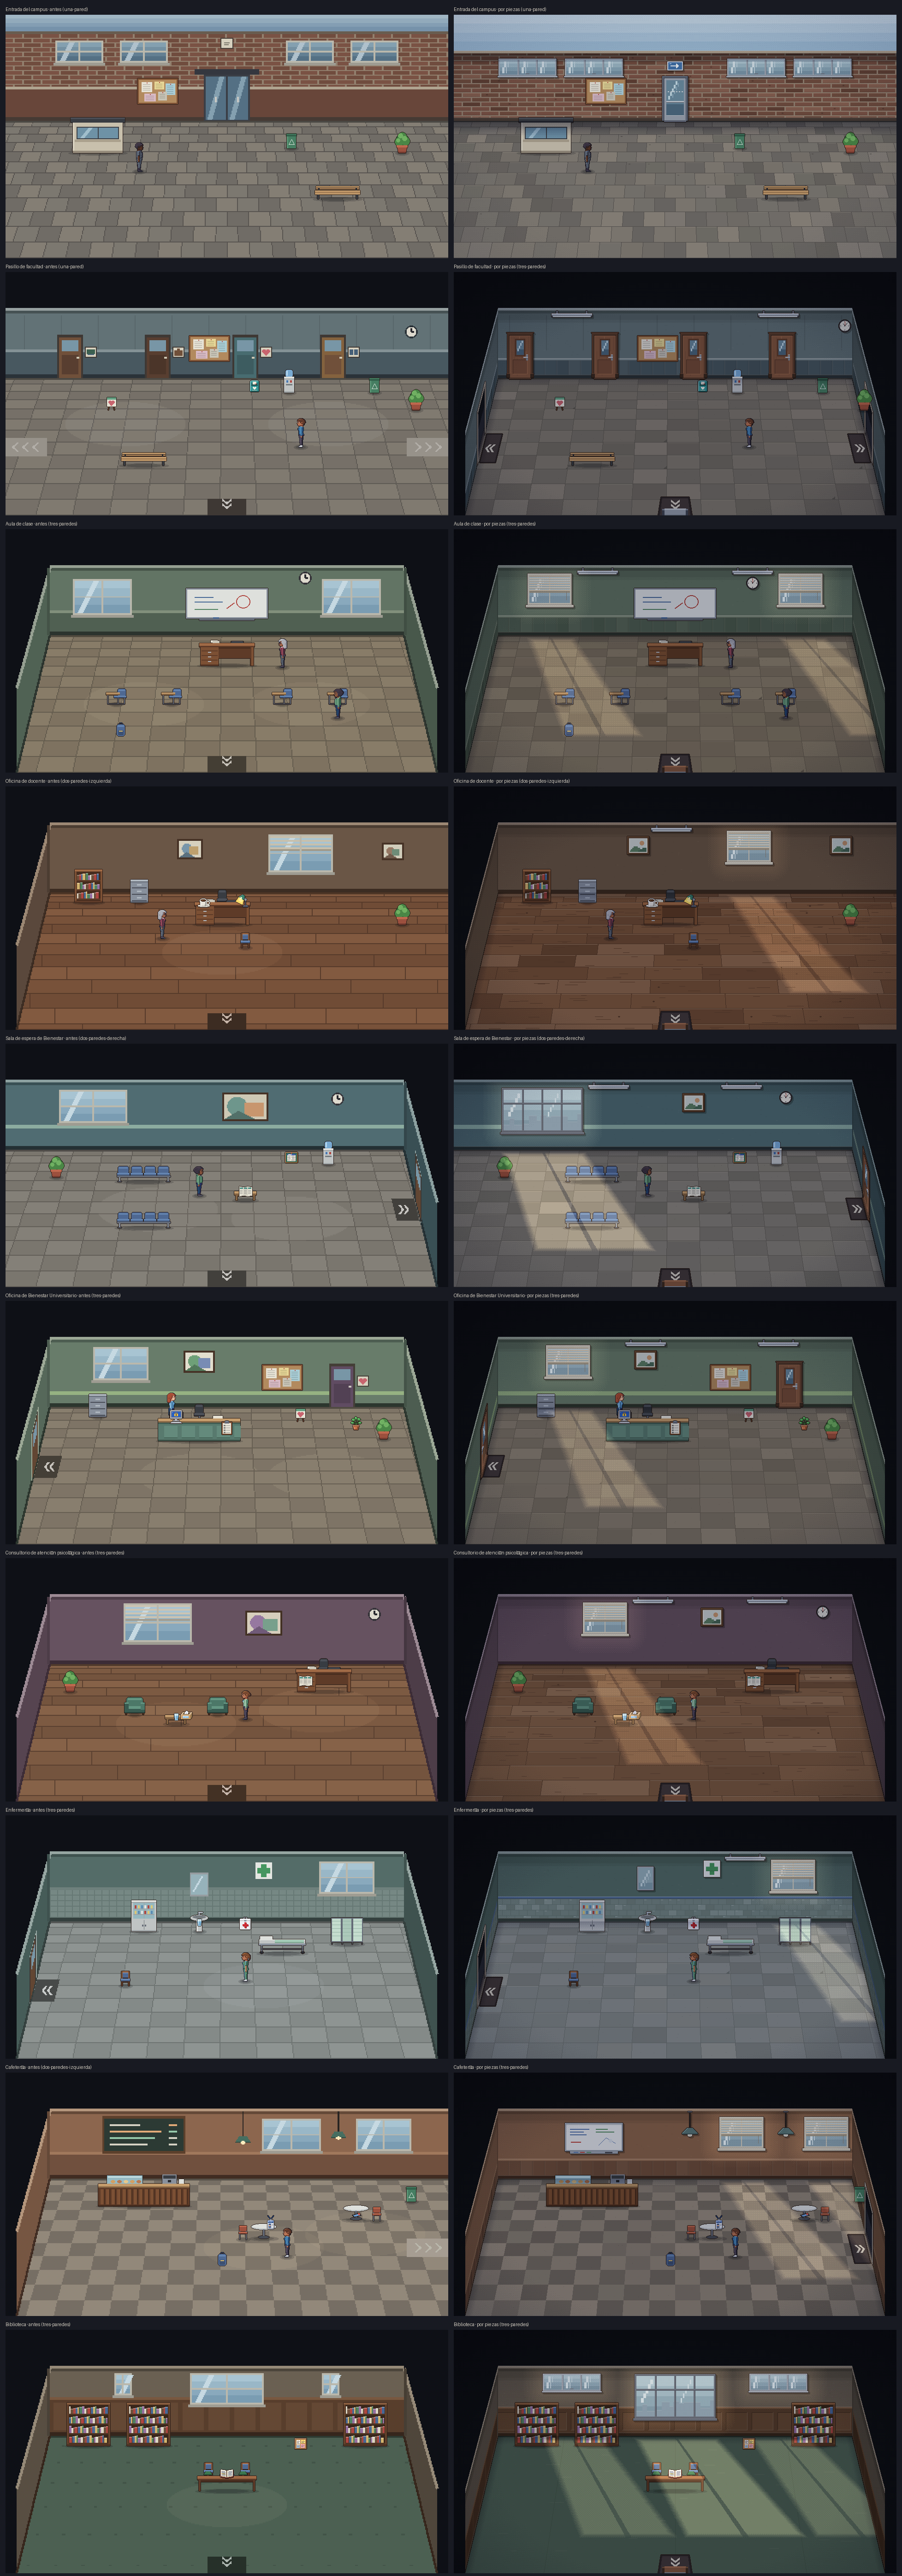 Entrada del campus · antes (una-pared)
Entrada del campus · por piezas (una-pared)
Pasillo de facultad · antes (una-pared)
Pasillo de facultad · por piezas (tres-paredes)
Aula de clase · antes (tres-paredes)
Aula de clase · por piezas (tres-paredes)
Oficina de docente · antes (dos-paredes-izquierda)
Oficina de docente · por piezas (dos-paredes-izquierda)
Sala de espera de Bienestar · antes (dos-paredes-derecha)
Sala de espera de Bienestar · por piezas (dos-paredes-derecha)
Oficina de Bienestar Universitario · antes (tres-paredes)
Oficina de Bienestar Universitario · por piezas (tres-paredes)
Consultorio de atención psicológica · antes (tres-paredes)
Consultorio de atención psicológica · por piezas (tres-paredes)
Enfermería · antes (tres-paredes)
Enfermería · por piezas (tres-paredes)
Cafetería · antes (dos-paredes-izquierda)
Cafetería · por piezas (tres-paredes)
Biblioteca · antes (tres-paredes)
Biblioteca · por piezas (tres-paredes)